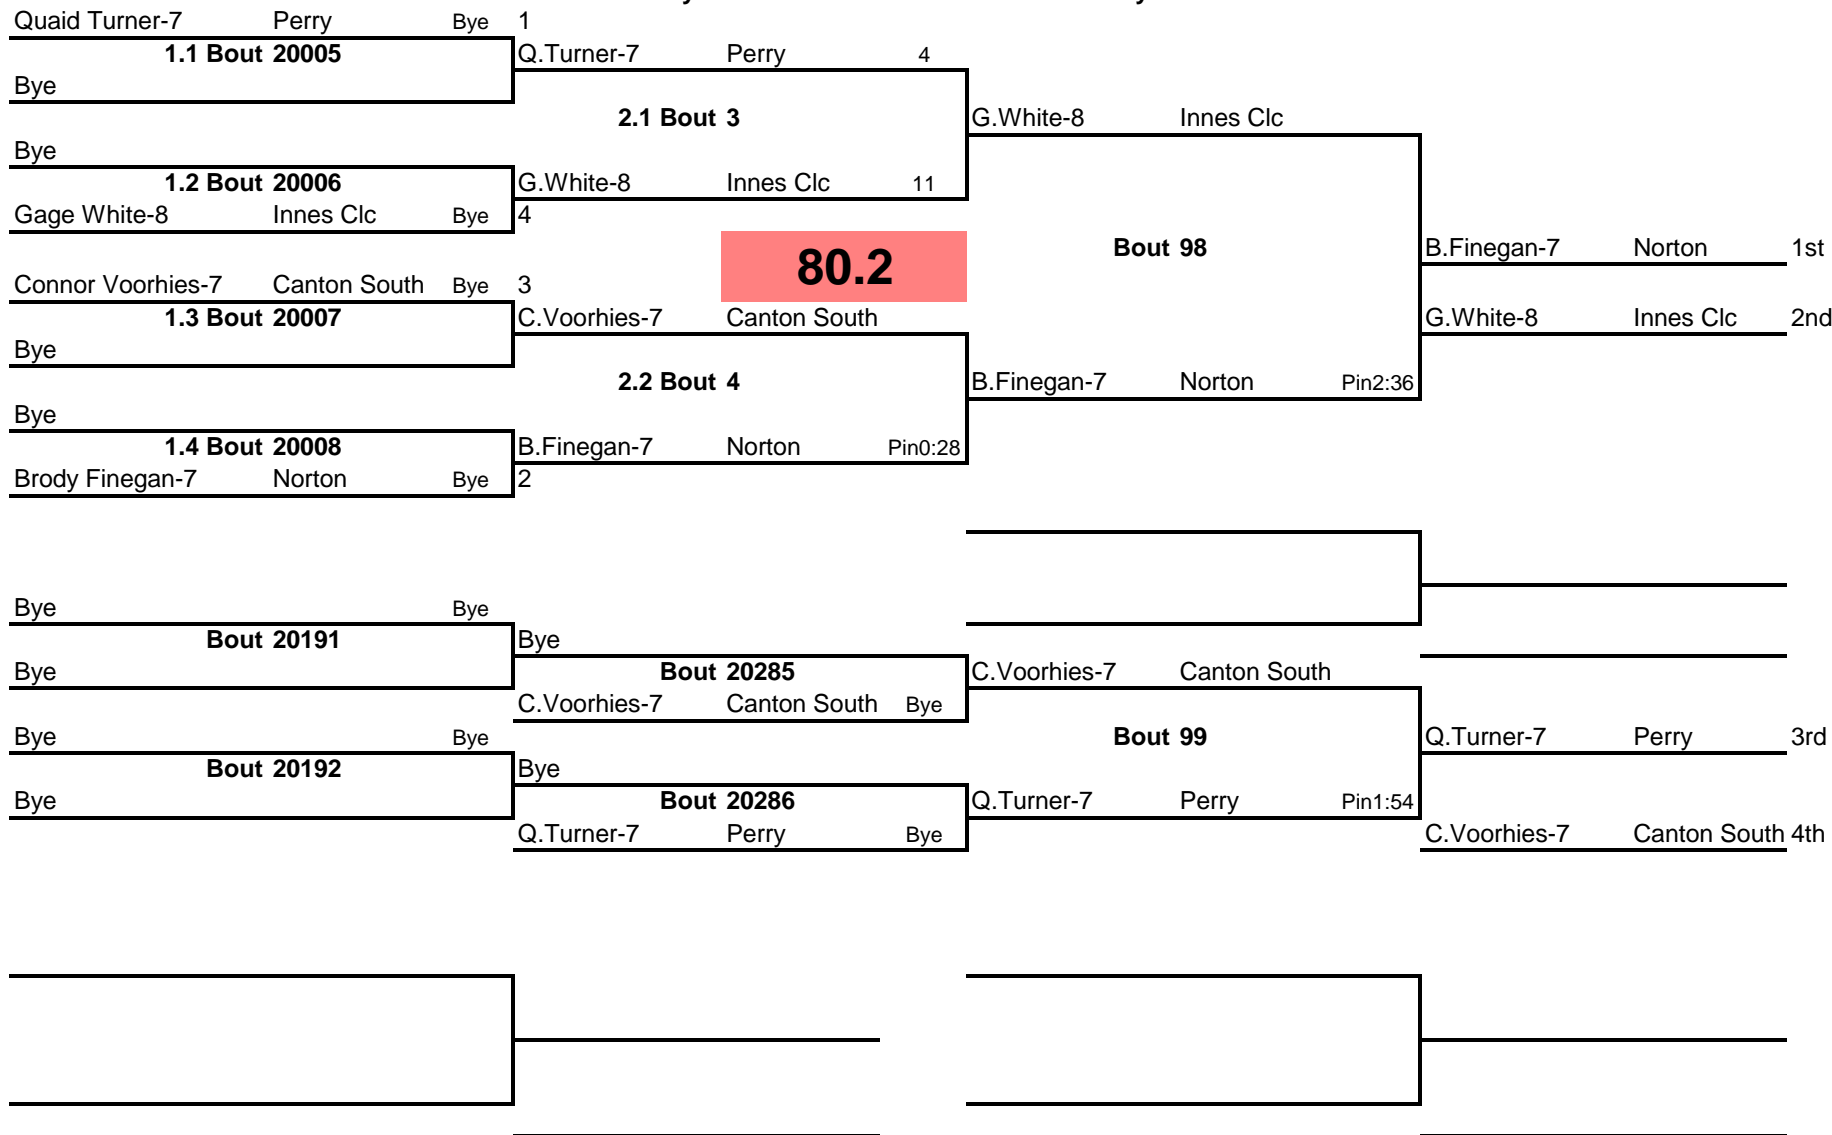 Quaid Turner-7 Perry Bye 1
1.1 Bout 20005 Q.Turner-7 Perry 4
Bye
2.1 Bout 3 G.White-8 Innes Clc
Bye
1.2 Bout 20006 G.White-8 Innes Clc 11
Gage White-8 Innes Clc Bye 4
80.2 Bout 98 B.Finegan-7 Norton 1st
Connor Voorhies-7 Canton South Bye 3
1.3 Bout 20007 C.Voorhies-7 Canton South G.White-8 Innes Clc 2nd
Bye
2.2 Bout 4 B.Finegan-7 Norton Pin2:36
Bye
1.4 Bout 20008 B.Finegan-7 Norton Pin0:28
Brody Finegan-7 Norton Bye 2
Bye Bye
Bout 20191 Bye
Bye Bout 20285 C.Voorhies-7 Canton South
C.Voorhies-7 Canton South Bye
Bye Bye Bout 99 Q.Turner-7 Perry 3rd
Bout 20192 Bye
Bye Bout 20286 Q.Turner-7 Perry Pin1:54
Q.Turner-7 Perry Bye C.Voorhies-7 Canton South 4th